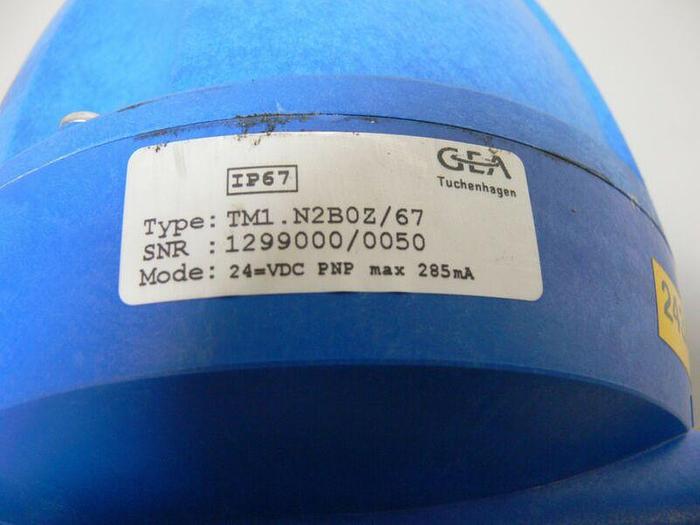 IP67
GEA
Tuchenhagen
Type: TM1.N2B0Z/67
SNR : 1299000/0050
Mode: 24=VDC PNP max 285mA